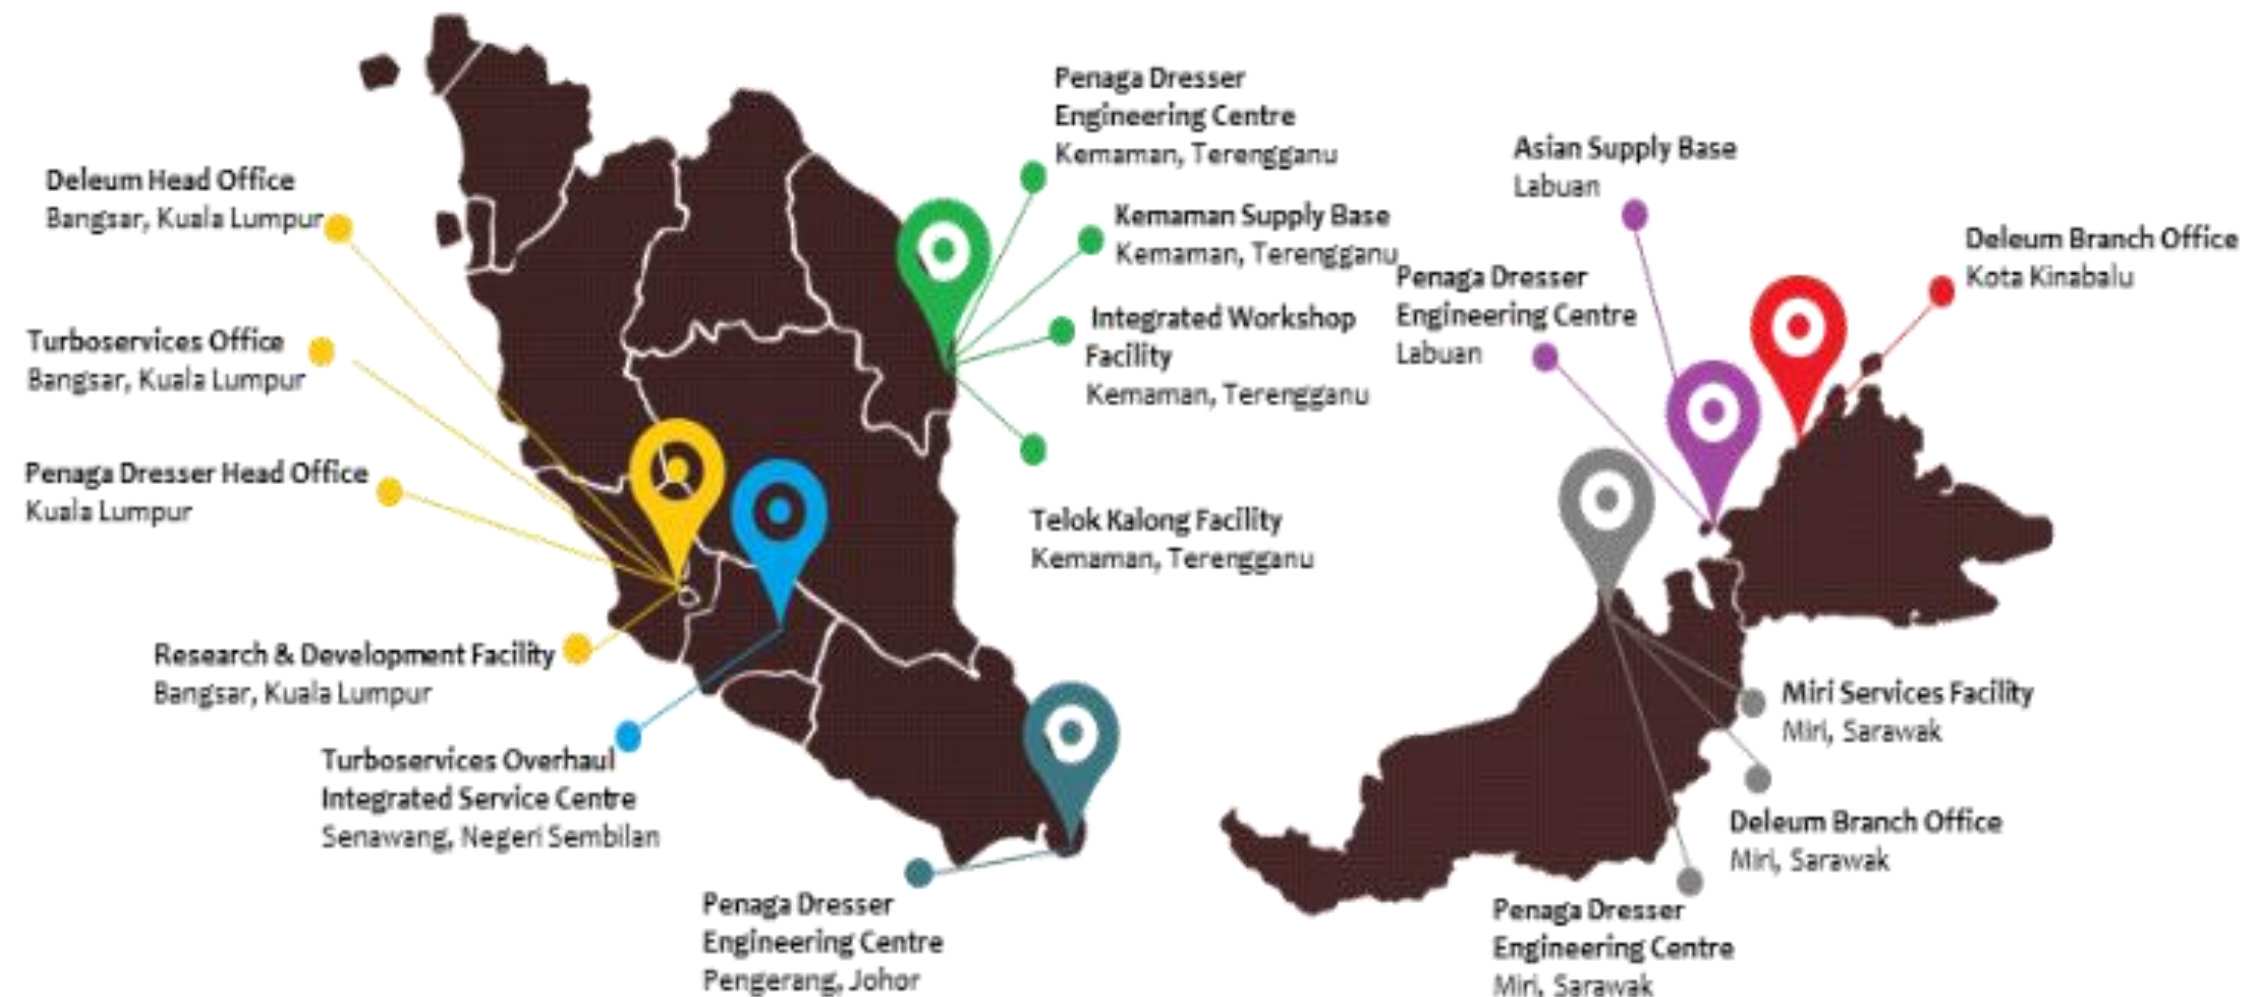 Deleum Head Office
Bangsar, Kuala Lumpur
Turboservices Office
Bangsar, Kuala Lumpur
Penaga Dresser Head Office
Kuala Lumpur
Research & Development Facility
Bangsar, Kuala Lumpur
Turboservices Overhaul
Integrated Service Centre
Senawang, Negeri Sembilan
Penaga Dresser
Engineering Centre
Pengerang, Johor
Penaga Dresser
Engineering Centre
Kemaman, Terengganu
Kemaman Supply Base
Kemaman, Terengganu
Integrated Workshop
Facility
Kemaman, Terengganu
Telok Kalong Facility
Kemaman, Terengganu
Asian Supply Base
Labuan
Penaga Dresser
Engineering Centre
Labuan
Deleum Branch Office
Kota Kinabalu
Miri Services Facility
Miri, Sarawak
Deleum Branch Office
Miri, Sarawak
Penaga Dresser
Engineering Centre
Miri, Sarawak